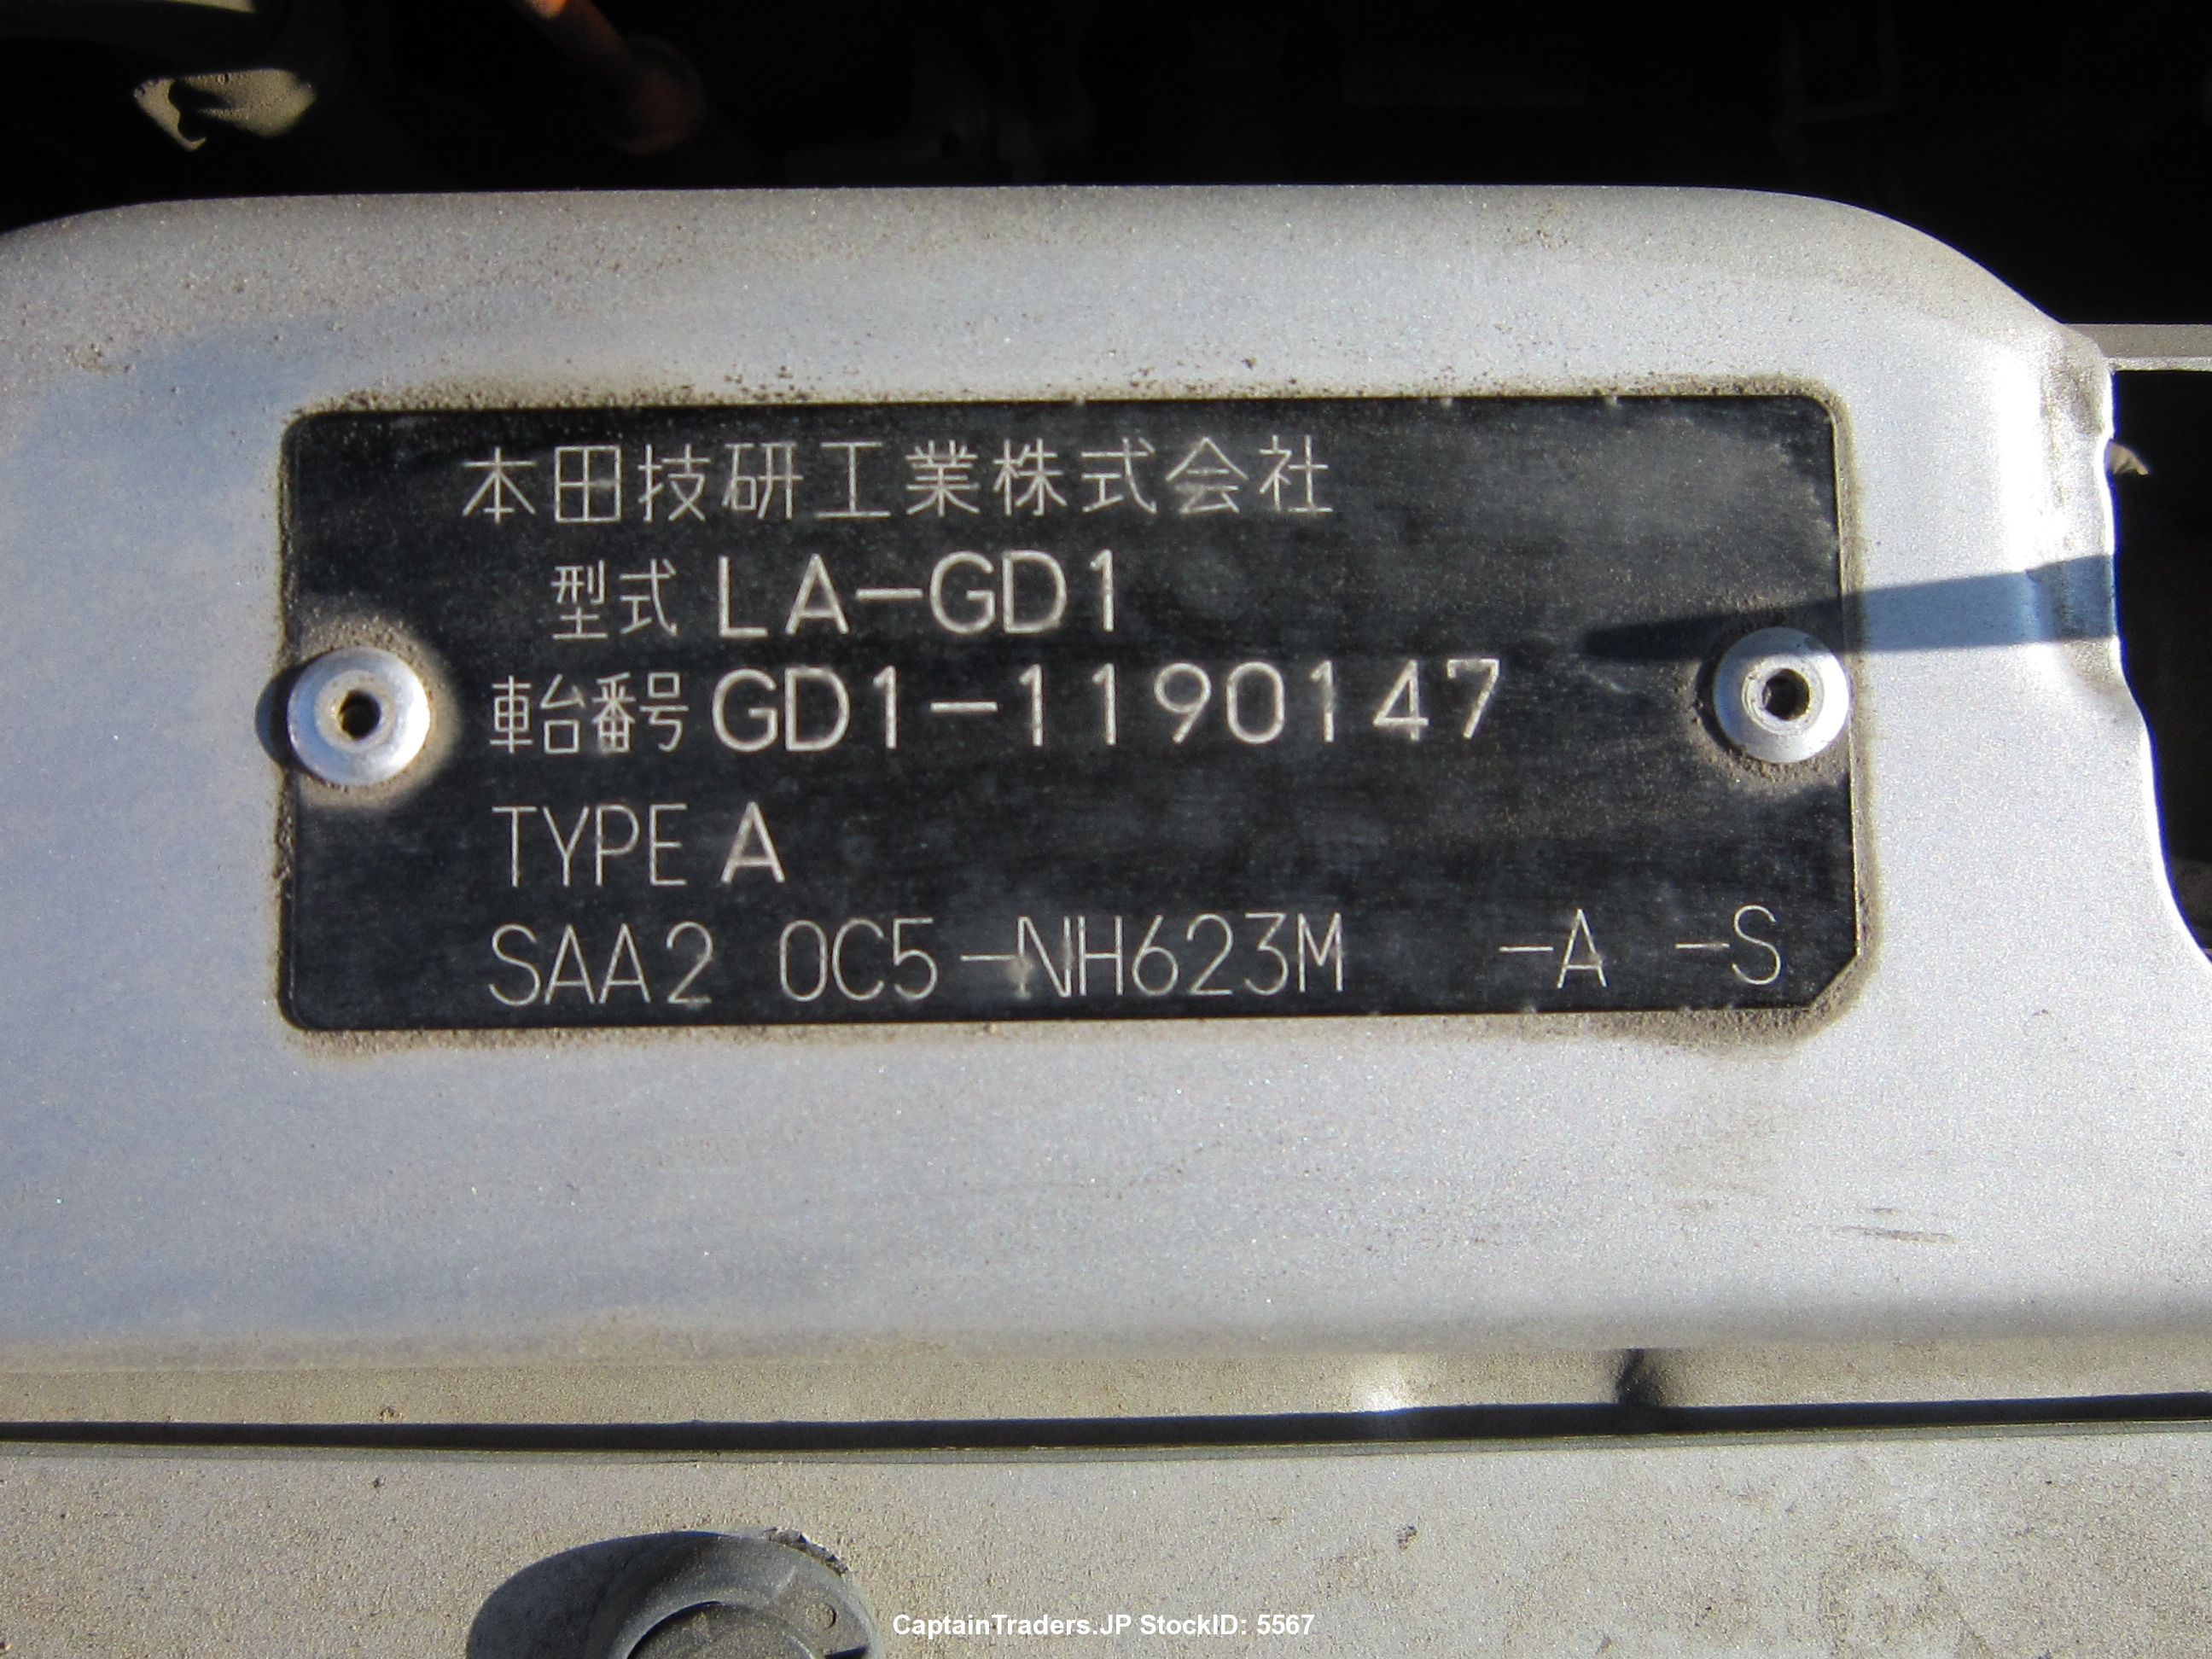 本田技研工業株式会社
型式 LA-GD1
車台番号 GD1-1190147
TYPE A
SAA2 0C5-NH623M -A -S
CaptainTraders.JP StockID: 5567